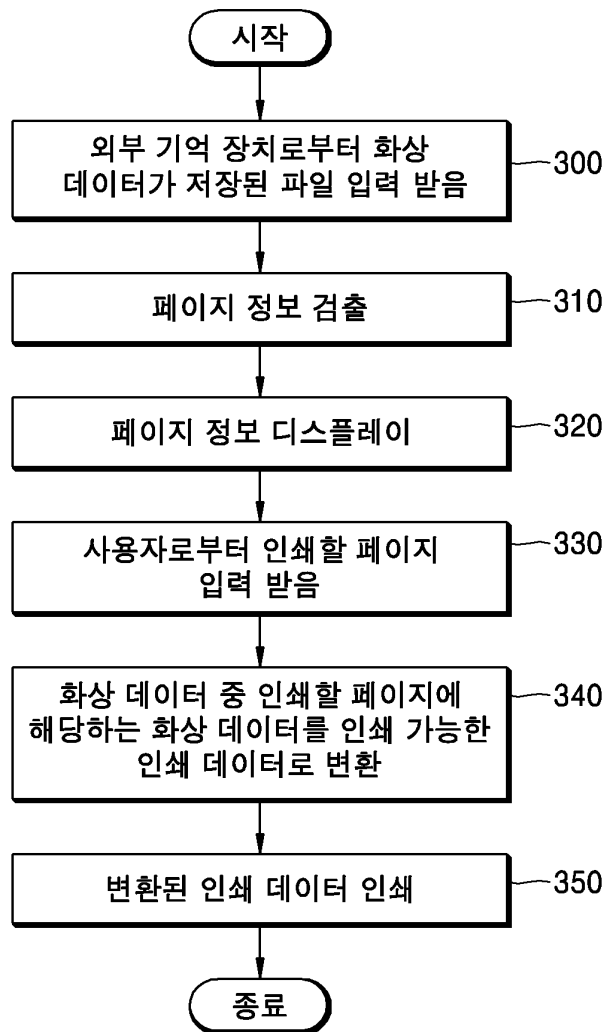 시작
외부 기억 장치로부터 화상
데이터가 저장된 파일 입력 받음
300
페이지 정보 검출
310
페이지 정보 디스플레이
320
사용자로부터 인쇄할 페이지
입력 받음
330
화상 데이터 중 인쇄할 페이지에
해당하는 화상 데이터를 인쇄 가능한
인쇄 데이터로 변환
340
변환된 인쇄 데이터 인쇄
350
종료